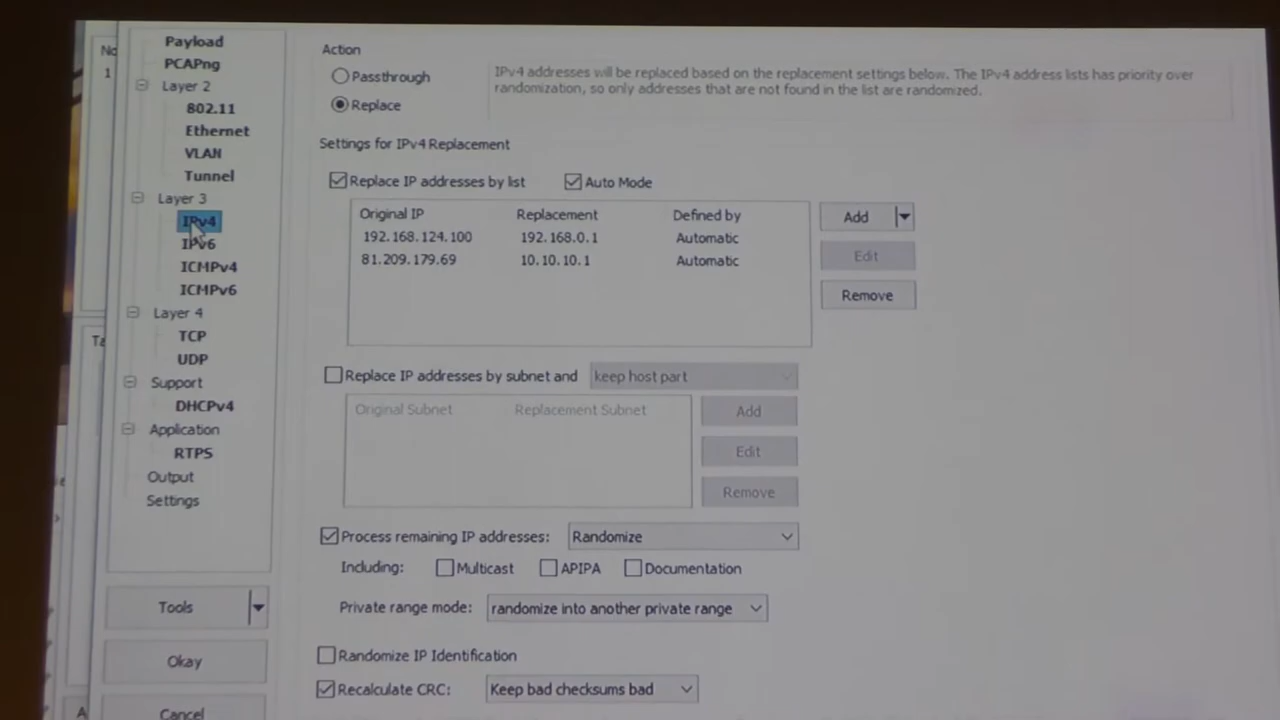 No
1
Ta
A
Payload
PCAPng
Layer 2
802.11
Ethernet
VLAN
Tunnel
Layer 3
IPv4
IPv6
ICMPv4
ICMPv6
Layer 4
TCP
UDP
Support
DHCPv4
Application
RTPS
Output
Settings
Tools
Okay
Cancel
Action
Passthrough
Replace
IPv4 addresses will be replaced based on the replacement settings below. The IPv4 address lists has priority over
randomization, so only addresses that are not found in the list are randomized.
Settings for IPv4 Replacement
Replace IP addresses by list Auto Mode
Original IP Replacement Defined by
192.168.124.100 192.168.0.1 Automatic
81.209.179.69 10.10.10.1 Automatic
Add
Edit
Remove
Replace IP addresses by subnet and keep host part
Original Subnet Replacement Subnet
Add
Edit
Remove
Process remaining IP addresses: Randomize
Including: Multicast APIPA Documentation
Private range mode: randomize into another private range
Randomize IP Identification
Recalculate CRC: Keep bad checksums bad